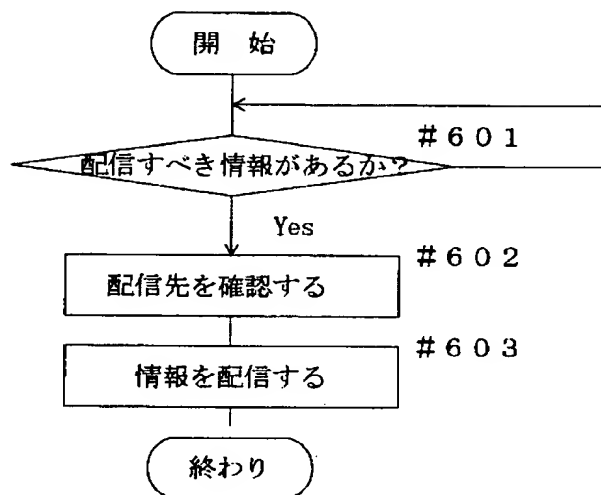 開　始
#６０１
配信すべき情報があるか?
Yes
#６０２
配信先を確認する
#６０３
情報を配信する
終わり